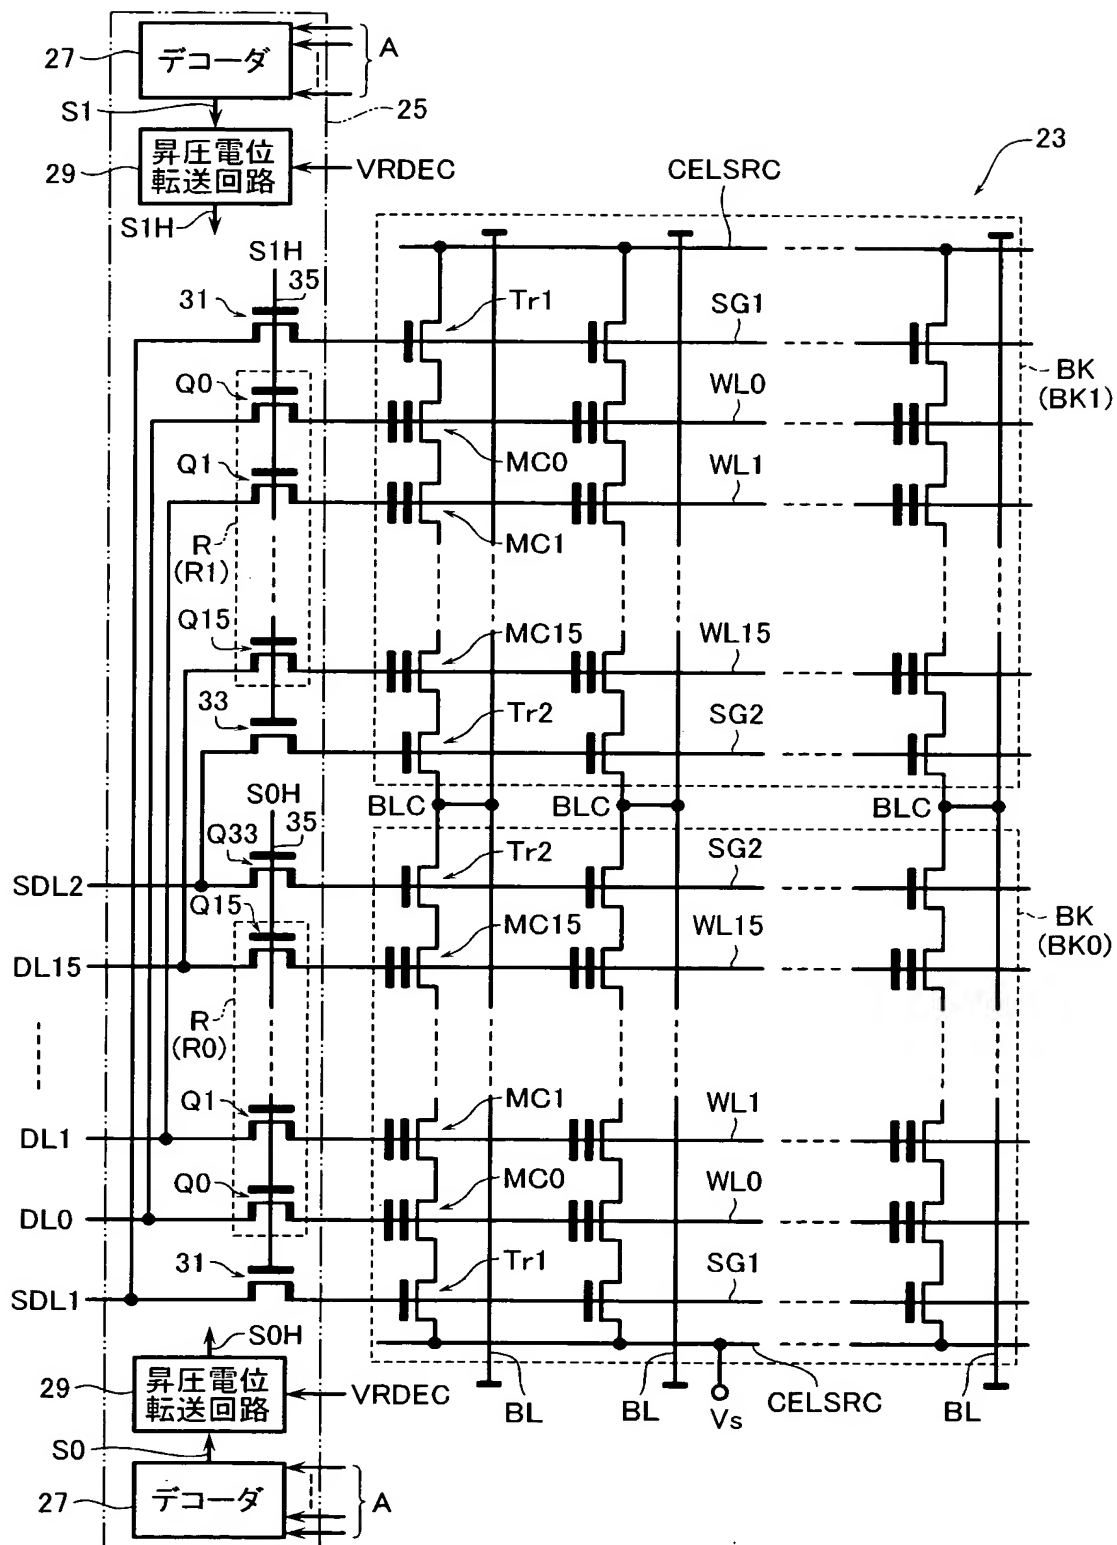 27
デコーダ
A
S1
25
29
昇圧電位
転送回路
VRDEC
CELSRC
23
S1H
S1H
35
31
Tr1
SG1
BK
(BK1)
Q0
WL0
MC0
Q1
WL1
MC1
R
(R1)
Q15
MC15
WL15
33
Tr2
SG2
S0H
BLC
BLC
BLC
Q33
35
Tr2
SG2
SDL2
Q15
MC15
WL15
BK
(BK0)
DL15
R
(R0)
Q1
MC1
WL1
DL1
Q0
MC0
WL0
DL0
31
Tr1
SG1
SDL1
S0H
29
昇圧電位
転送回路
VRDEC
BL
BL
Vs
CELSRC
BL
S0
27
デコーダ
A